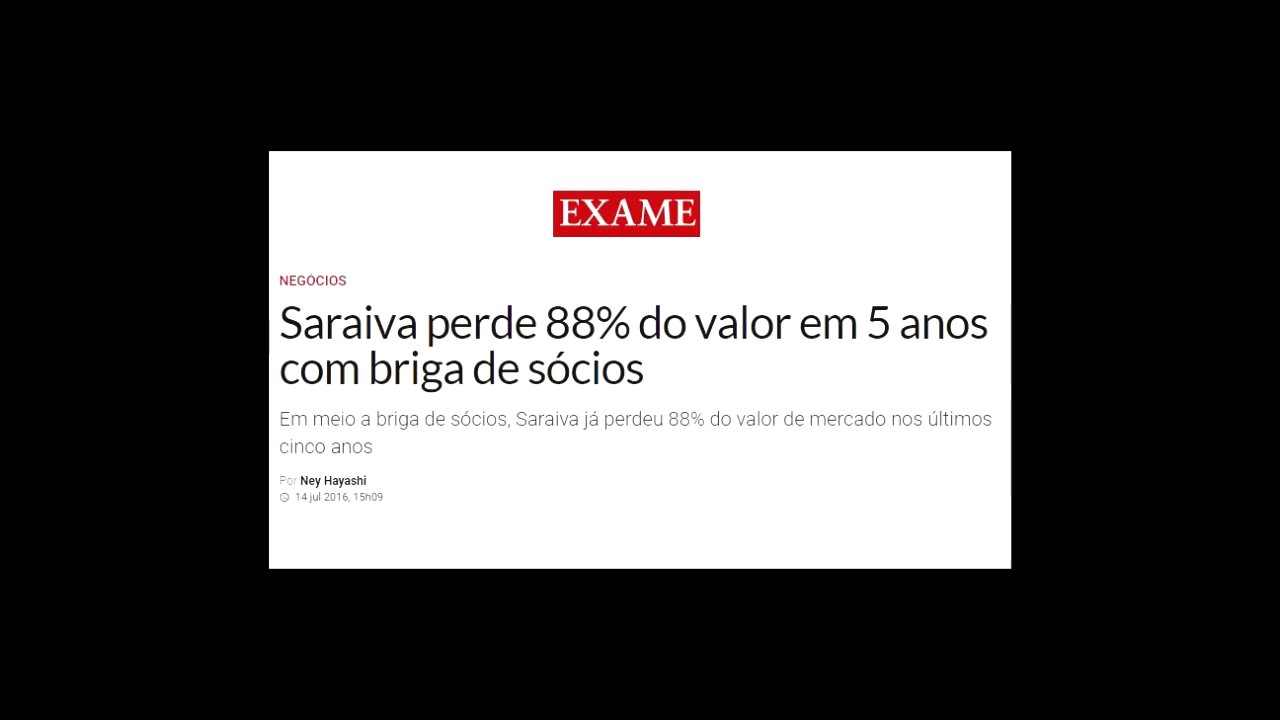 EXAME
NEGÓCIOS
Saraiva perde 88% do valor em 5 anos
com briga de sócios
Em meio a briga de sócios, Saraiva já perdeu 88% do valor de mercado nos últimos
cinco anos
Por Ney Hayashi
14 jul 2016, 15h09